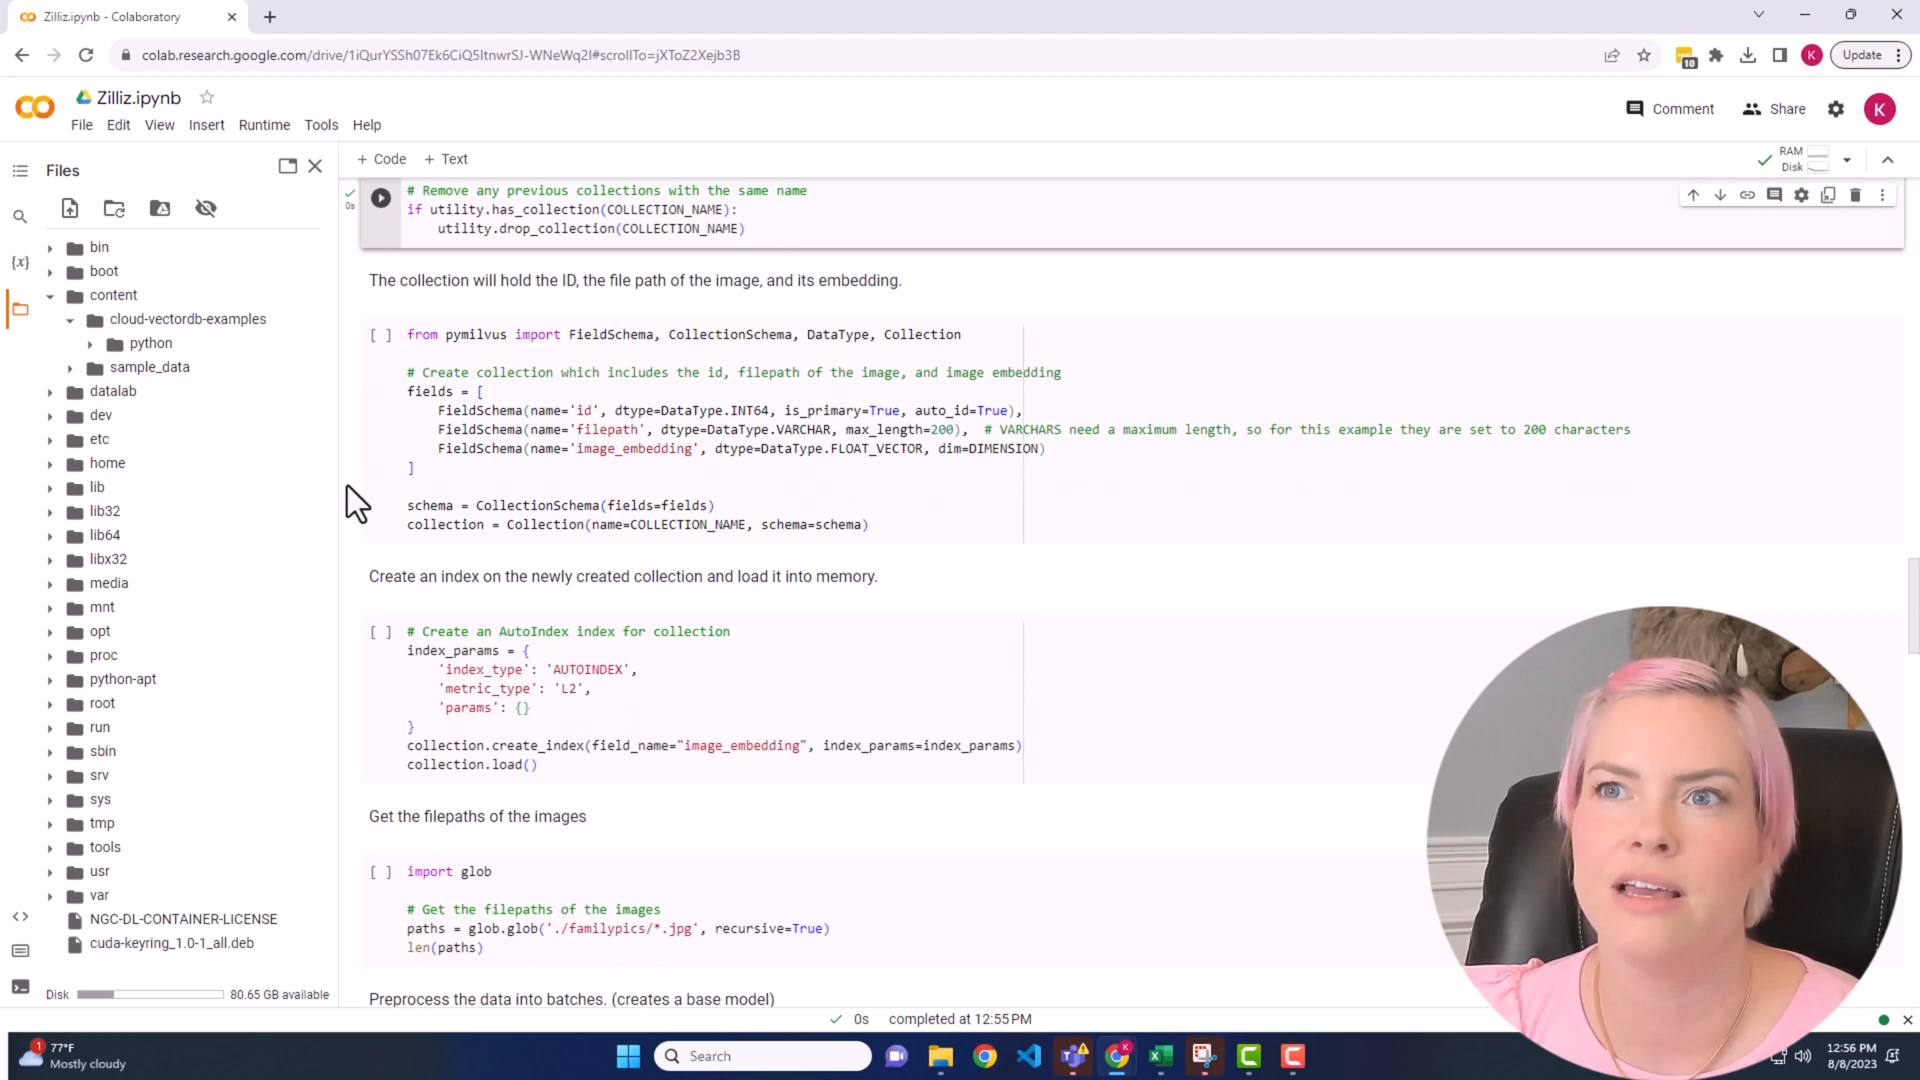 Zilliz.ipynb - Colaboratory
colab.research.google.com/drive/1iQurYSSh07Ek6CiQ5ItnwrSJ-WNeWq2I#scrollTo=jXToZ2Xejb3B
10
K
Update
Zilliz.ipynb
File Edit View Insert Runtime Tools Help
Comment
Share
K
Files
+ Code + Text
RAM
Disk
0s
# Remove any previous collections with the same name
if utility.has_collection(COLLECTION_NAME):
utility.drop_collection(COLLECTION_NAME)
The collection will hold the ID, the file path of the image, and its embedding.
[ ] from pymilvus import FieldSchema, CollectionSchema, DataType, Collection
# Create collection which includes the id, filepath of the image, and image embedding
fields = [
FieldSchema(name='id', dtype=DataType.INT64, is_primary=True, auto_id=True),
FieldSchema(name='filepath', dtype=DataType.VARCHAR, max_length=200), # VARCHARS need a maximum length, so for this example they are set to 200 characters
FieldSchema(name='image_embedding', dtype=DataType.FLOAT_VECTOR, dim=DIMENSION)
]
schema = CollectionSchema(fields=fields)
collection = Collection(name=COLLECTION_NAME, schema=schema)
Create an index on the newly created collection and load it into memory.
[ ] # Create an AutoIndex index for collection
index_params = {
'index_type': 'AUTOINDEX',
'metric_type': 'L2',
'params': {}
}
collection.create_index(field_name="image_embedding", index_params=index_params)
collection.load()
Get the filepaths of the images
[ ] import glob
# Get the filepaths of the images
paths = glob.glob('./familypics/*.jpg', recursive=True)
len(paths)
Preprocess the data into batches. (creates a base model)
{x}
bin
boot
content
cloud-vectordb-examples
python
sample_data
datalab
dev
etc
home
lib
lib32
lib64
libx32
media
mnt
opt
proc
python-apt
root
run
sbin
srv
sys
tmp
tools
usr
var
NGC-DL-CONTAINER-LICENSE
cuda-keyring_1.0-1_all.deb
Disk 80.65 GB available
0s completed at 12:55 PM
1
77°F
Mostly cloudy
Search
K
12:56 PM
8/8/2023